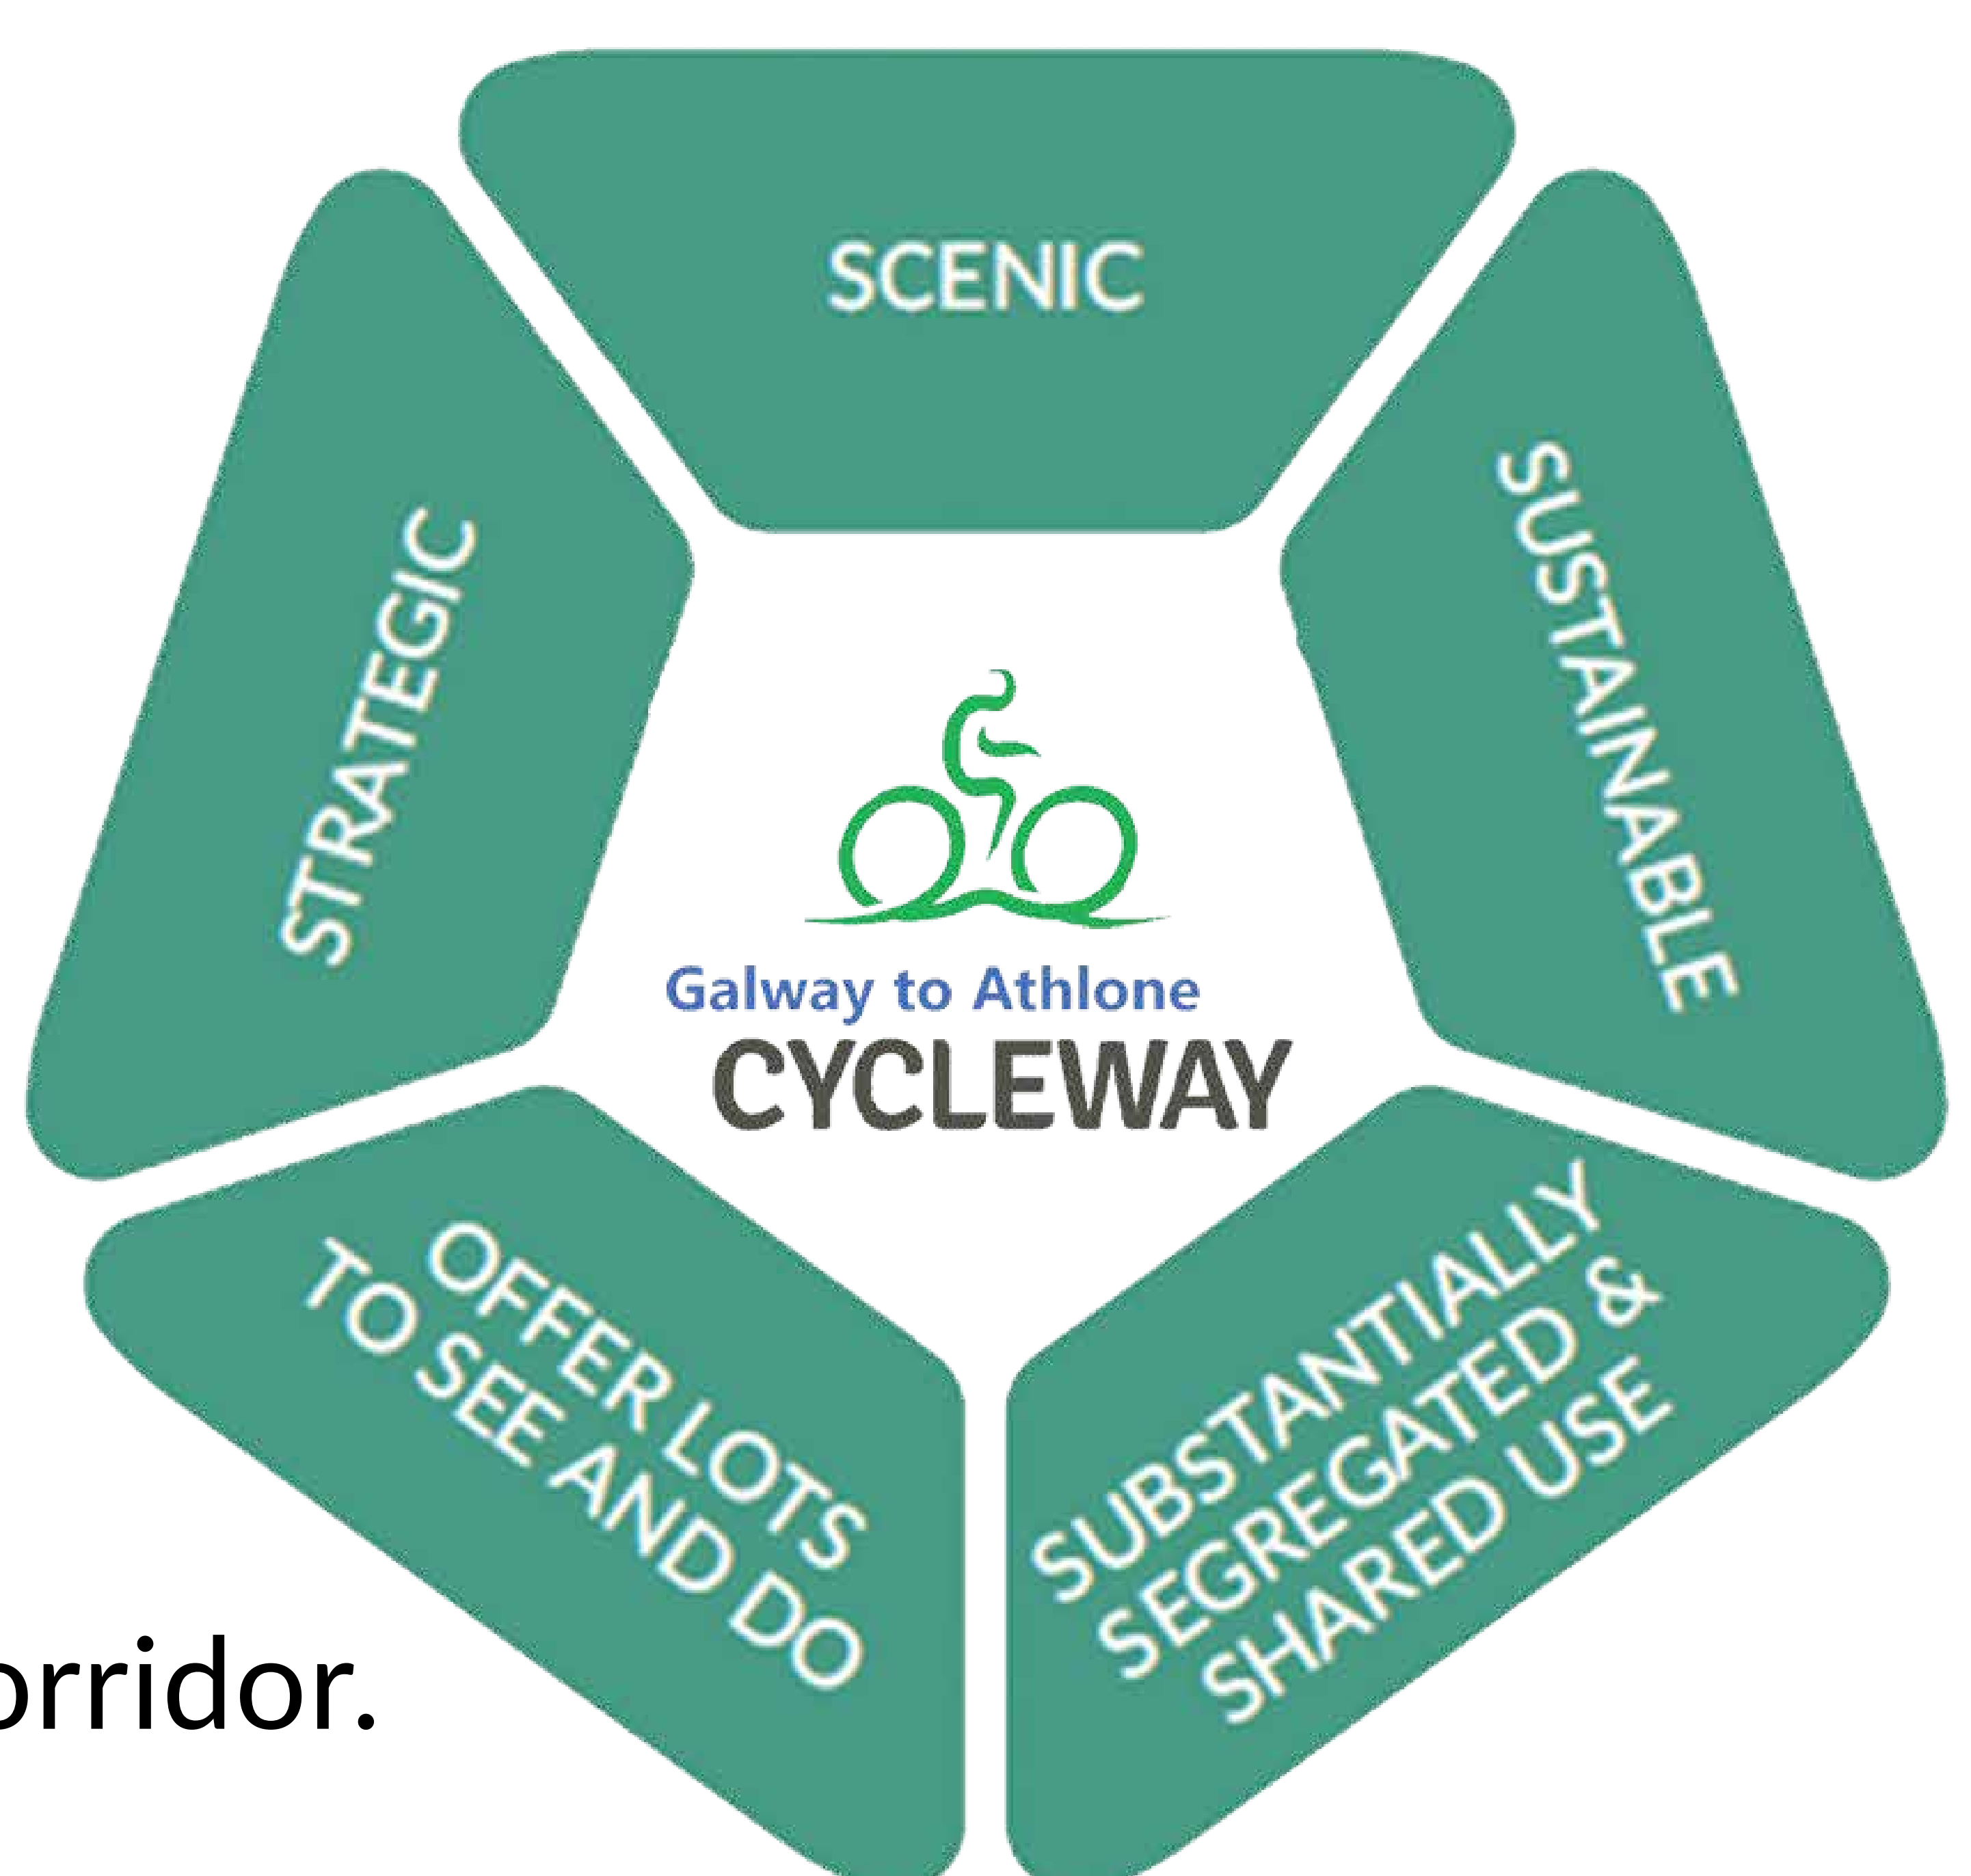 SCENIC
SUSTAINABLE
SUBSTANTIALLY
SEGREGATED &
SHARED USE
OFFER LOTS
TO SEE AND DO
STRATEGIC
Galway to Athlone
CYCLEWAY
orridor.